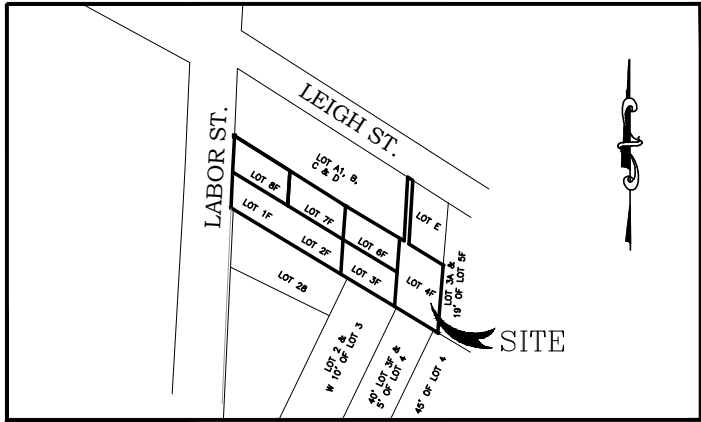 LEIGH ST.
LABOR ST.
LOT A1, B,
C & D
LOT 8F
LOT 7F
LOT E
LOT 1F
LOT 2F
LOT 6F
LOT 3F
LOT 4F
LOT 3A &
19' OF LOT 5F
LOT 28
SITE
LOT 2 &
W 10' OF LOT 3
40' LOT 3F &
5' OF LOT 4
45' OF LOT 4